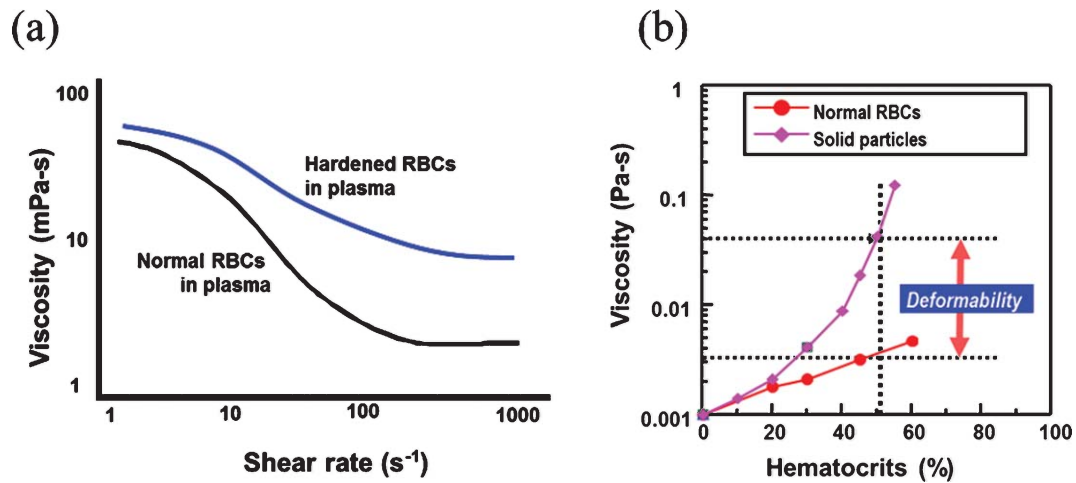 (a)
Viscosity (mPa-s)
100
10
1
Hardened RBCs
in plasma
Normal RBCs
in plasma
1 10 100 1000
Shear rate (s⁻¹)
(b)
Viscosity (Pa-s)
1
0.1
0.01
0.001
Normal RBCs
Solid particles
Deformability
0 20 40 60 80 100
Hematocrits (%)